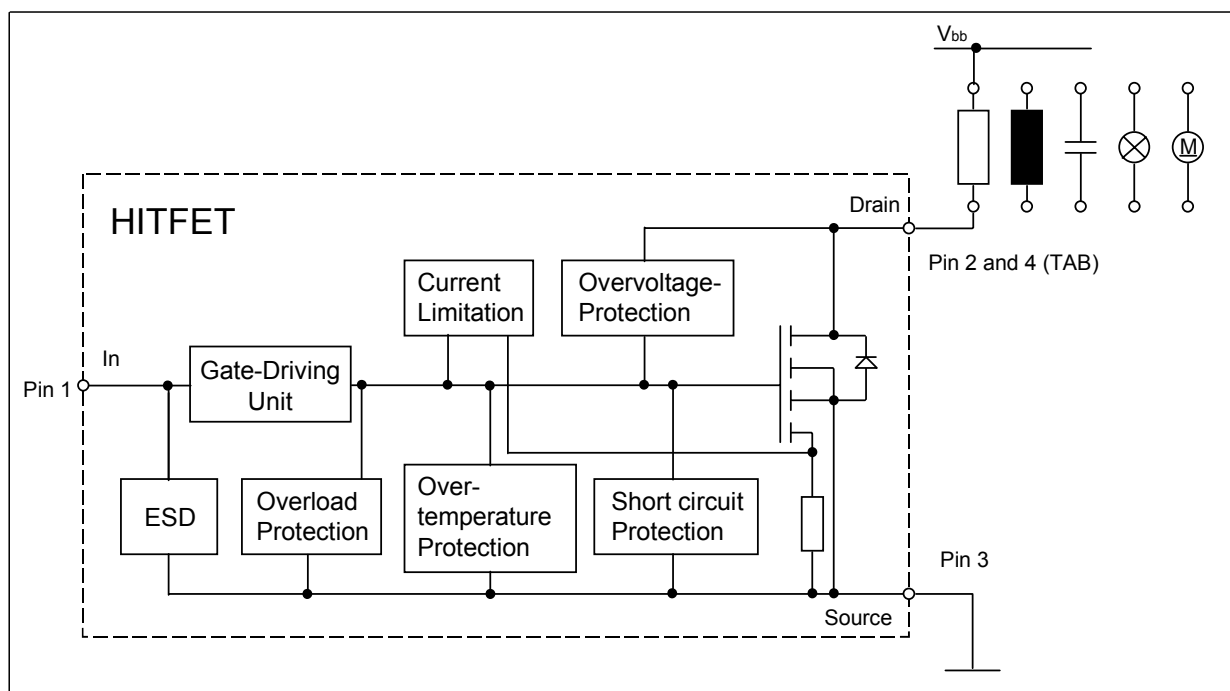 Vbb
M
Drain
HITFET
Pin 2 and 4 (TAB)
Current
Limitation
Overvoltage-
Protection
In
Pin 1
Gate-Driving
Unit
ESD
Overload
Protection
Over-
temperature
Protection
Short circuit
Protection
Pin 3
Source